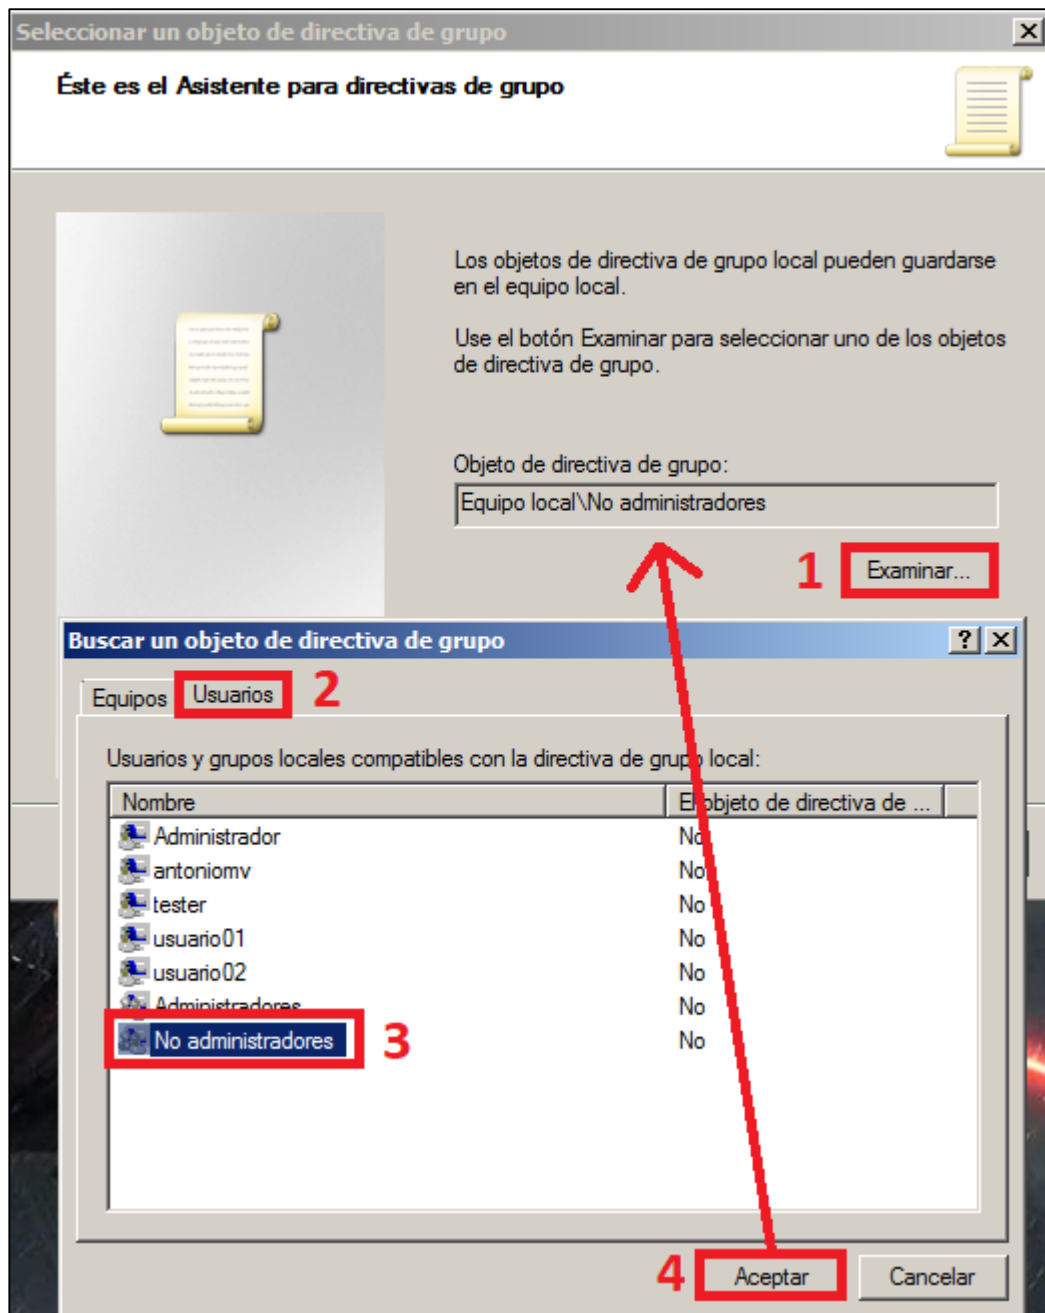 Seleccionar un objeto de directiva de grupo
Éste es el Asistente para directivas de grupo
Los objetos de directiva de grupo local pueden guardarse
en el equipo local.
Use el botón Examinar para seleccionar uno de los objetos
de directiva de grupo.
Objeto de directiva de grupo:
Equipo local\No administradores
1 Examinar...
Buscar un objeto de directiva de grupo
Equipos Usuarios 2
Usuarios y grupos locales compatibles con la directiva de grupo local:
Nombre El objeto de directiva de ...
Administrador No
antoniomv No
tester No
usuario01 No
usuario02 No
Administradores No
No administradores 3 No
4 Aceptar Cancelar